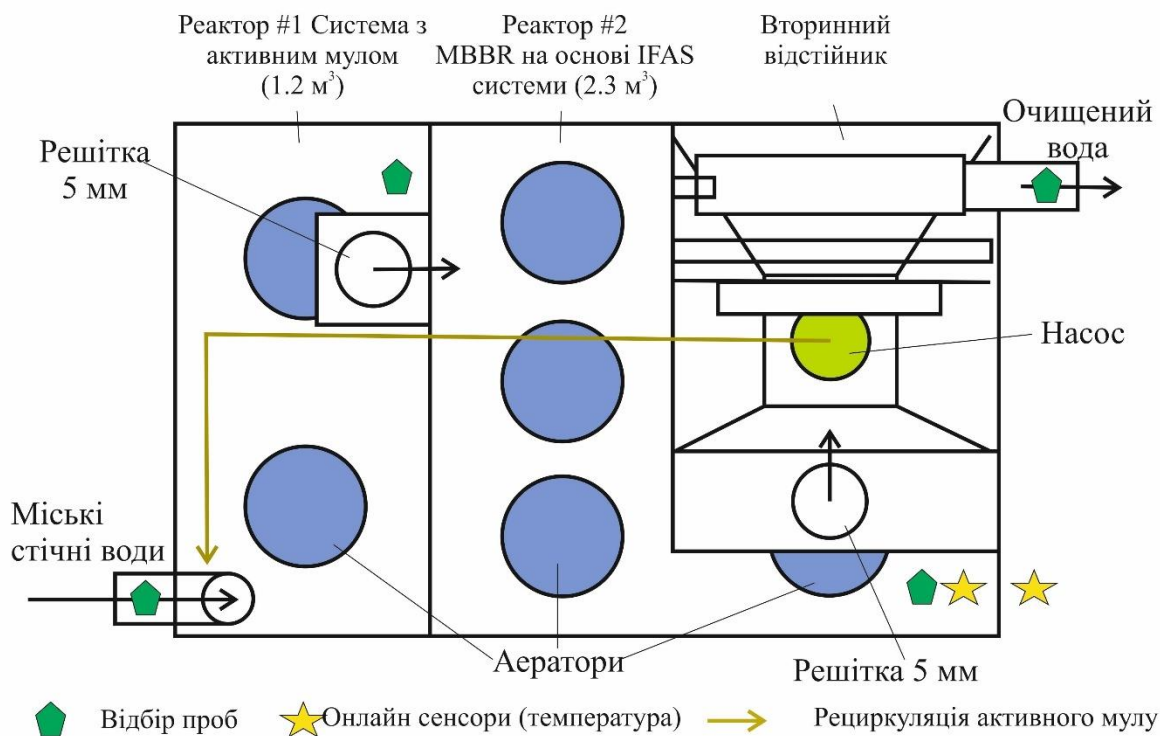 Реактор #1 Система з
активним мулом
(1.2 м³)
Реактор #2
MBBR на основі IFAS
системи (2.3 м³)
Вторинний
відстійник
Очищений
вода
Решітка
5 мм
Насос
Міські
стічні води
Аератори
Решітка 5 мм
Відбір проб
Онлайн сенсори (температура)
Рециркуляція активного мулу